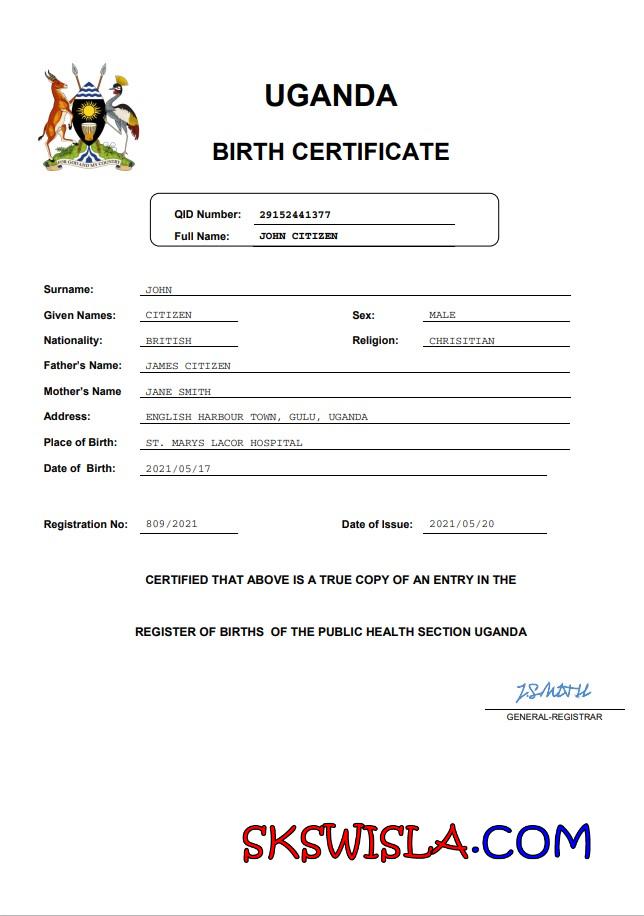 UGANDA
BIRTH CERTIFICATE
QID Number: 29152441377
Full Name: JOHN CITIZEN
Surname: JOHN
Given Names: CITIZEN Sex: MALE
Nationality: BRITISH Religion: CHRISITIAN
Father's Name: JAMES CITIZEN
Mother's Name JANE SMITH
Address: ENGLISH HARBOUR TOWN, GULU, UGANDA
Place of Birth: ST. MARYS LACOR HOSPITAL
Date of Birth: 2021/05/17
Registration No: 809/2021 Date of Issue: 2021/05/20
CERTIFIED THAT ABOVE IS A TRUE COPY OF AN ENTRY IN THE
REGISTER OF BIRTHS OF THE PUBLIC HEALTH SECTION UGANDA
J.SMITH
GENERAL-REGISTRAR
SKSWISLA.COM
FOR GOD AND MY COUNTRY